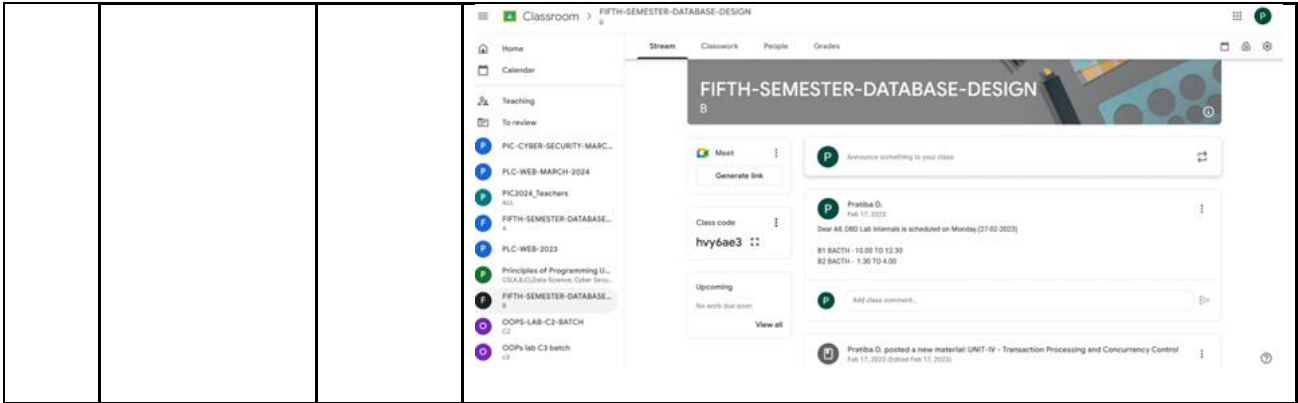 Classroom > FIFTH-SEMESTER-DATABASE-DESIGN
B
P
Home
Calendar
Teaching
To review
P PIC-CYBER-SECURITY-MARC...
P PLC-WEB-MARCH-2024
P PIC2024_Teachers
ALL
F FIFTH-SEMESTER-DATABASE...
A
P PLC-WEB-2023
P Principles of Programming U...
CS(A,B,C),Data Science, Cyber Secu...
F FIFTH-SEMESTER-DATABASE...
B
O OOPS-LAB-C2-BATCH
C2
O OOPs lab C3 batch
c3
Stream Classwork People Grades
FIFTH-SEMESTER-DATABASE-DESIGN
B
Meet
Generate link
Class code
hvy6ae3
Upcoming
No work due soon
View all
P Announce something to your class
P Pratiba D.
Feb 17, 2023
Dear All, DBD Lab Internals is scheduled on Monday.(27-02-2023)
B1 BACTH - 10.00 TO 12.30
B2 BACTH - 1.30 TO 4.00
P Add class comment...
Pratiba D. posted a new material: UNIT-IV - Transaction Processing and Concurrency Control
Feb 17, 2023 (Edited Feb 17, 2023)